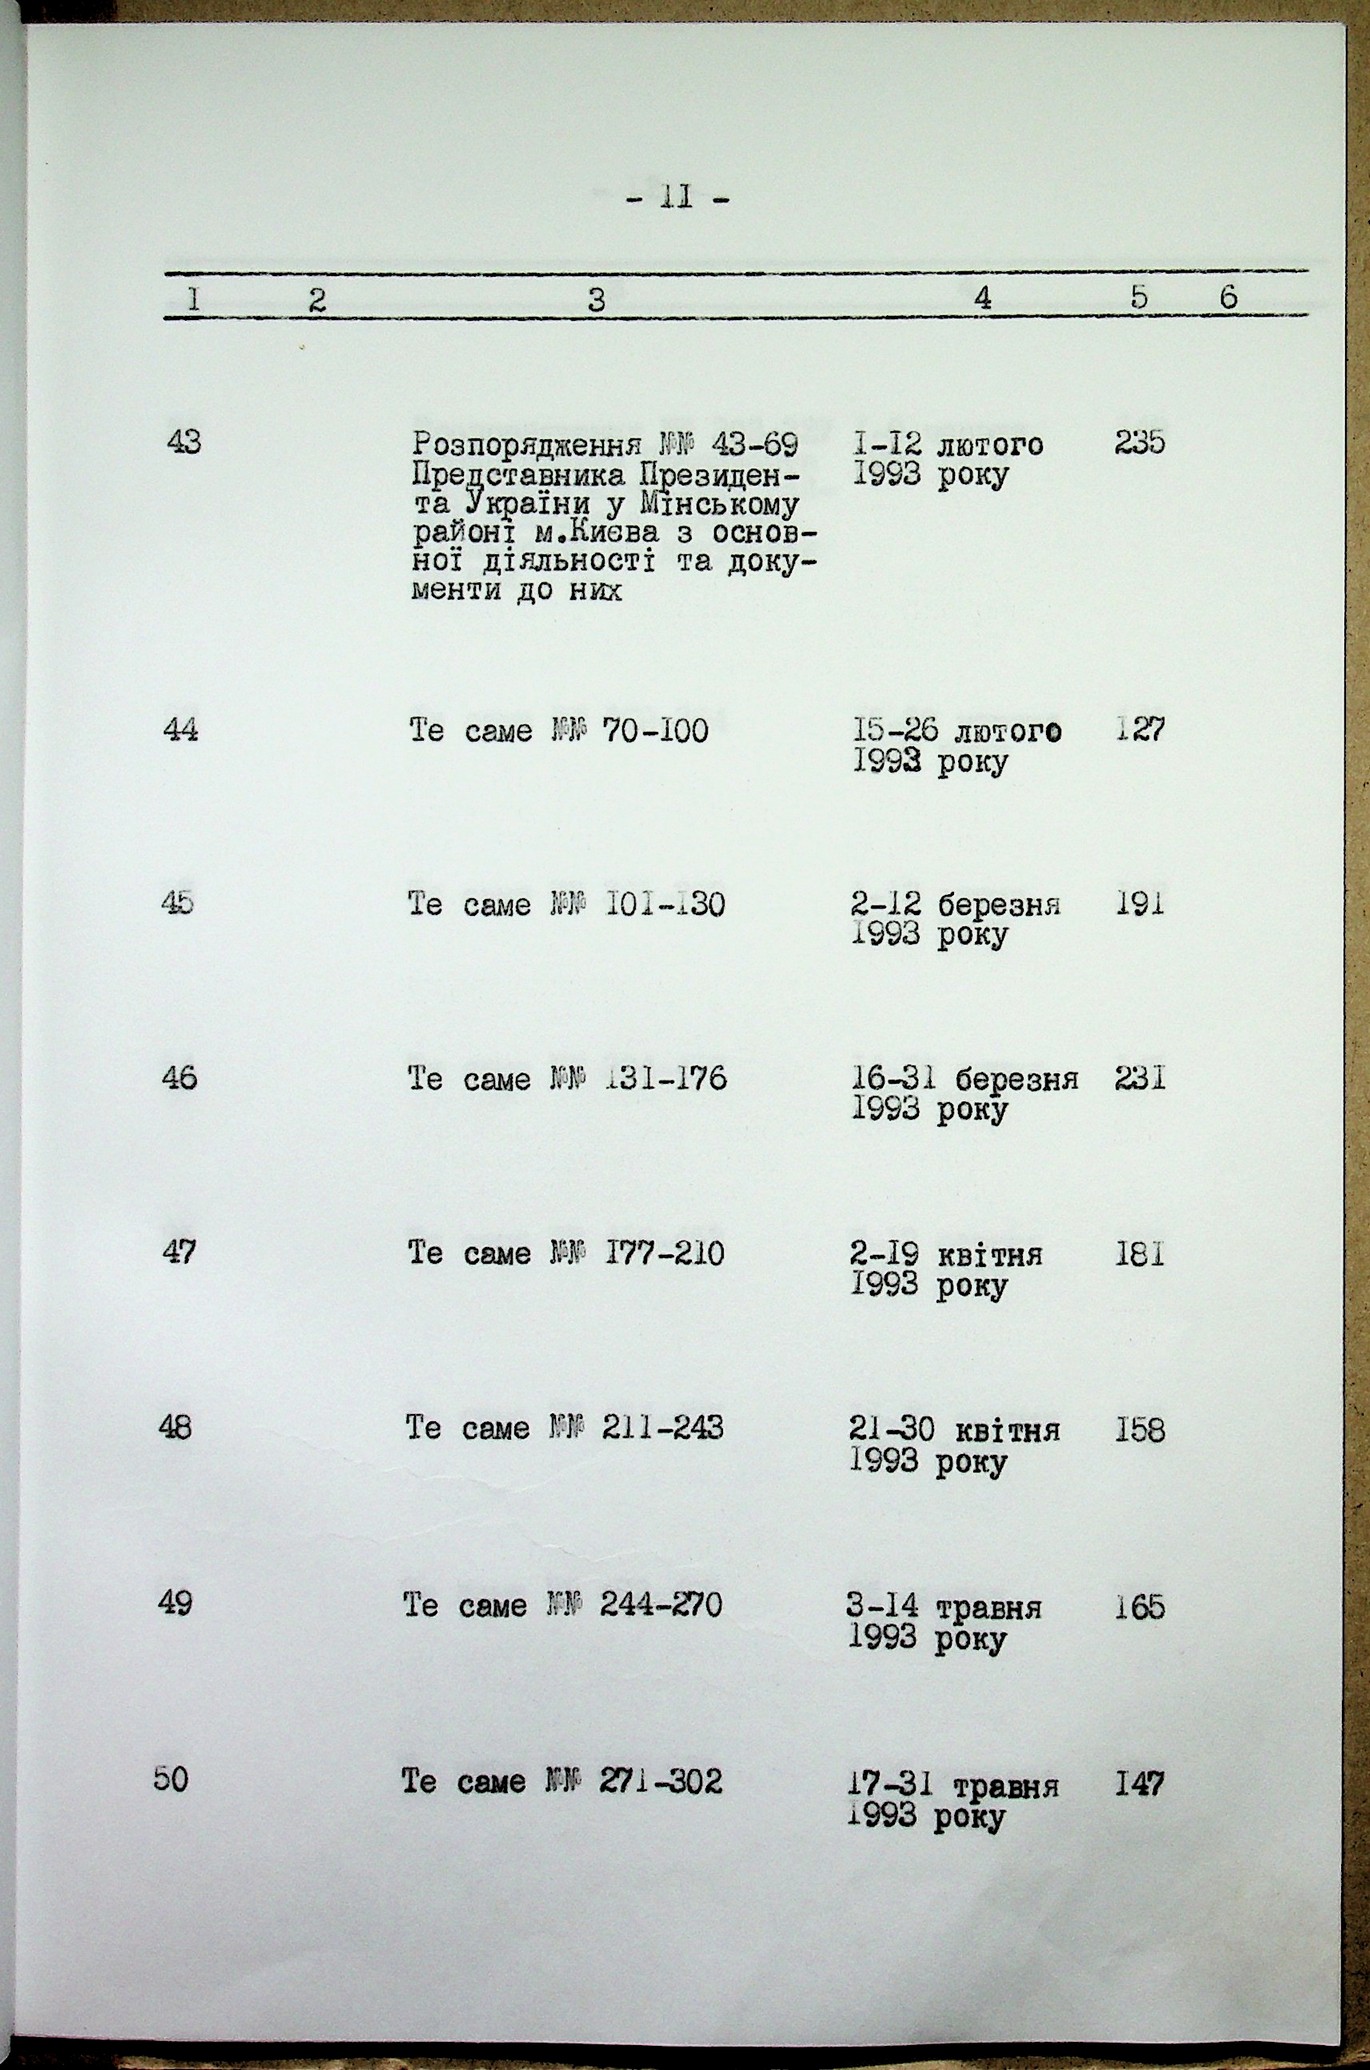 - 11 -
1 2 3 4 5 6
43 Розпорядження №№ 43-69 1-12 лютого 235
Представника Президен- 1993 року
та України у Мінському
районі м.Києва з основ-
ної діяльності та доку-
менти до них
44 Те саме №№ 70-100 15-26 лютого 127
1993 року
45 Те саме №№ 101-130 2-12 березня 191
1993 року
46 Те саме №№ 131-176 16-31 березня 231
1993 року
47 Те саме №№ 177-210 2-19 квітня 181
1993 року
48 Те саме №№ 211-243 21-30 квітня 158
1993 року
49 Те саме №№ 244-270 3-14 травня 165
1993 року
50 Те саме №№ 271-302 17-31 травня 147
1993 року